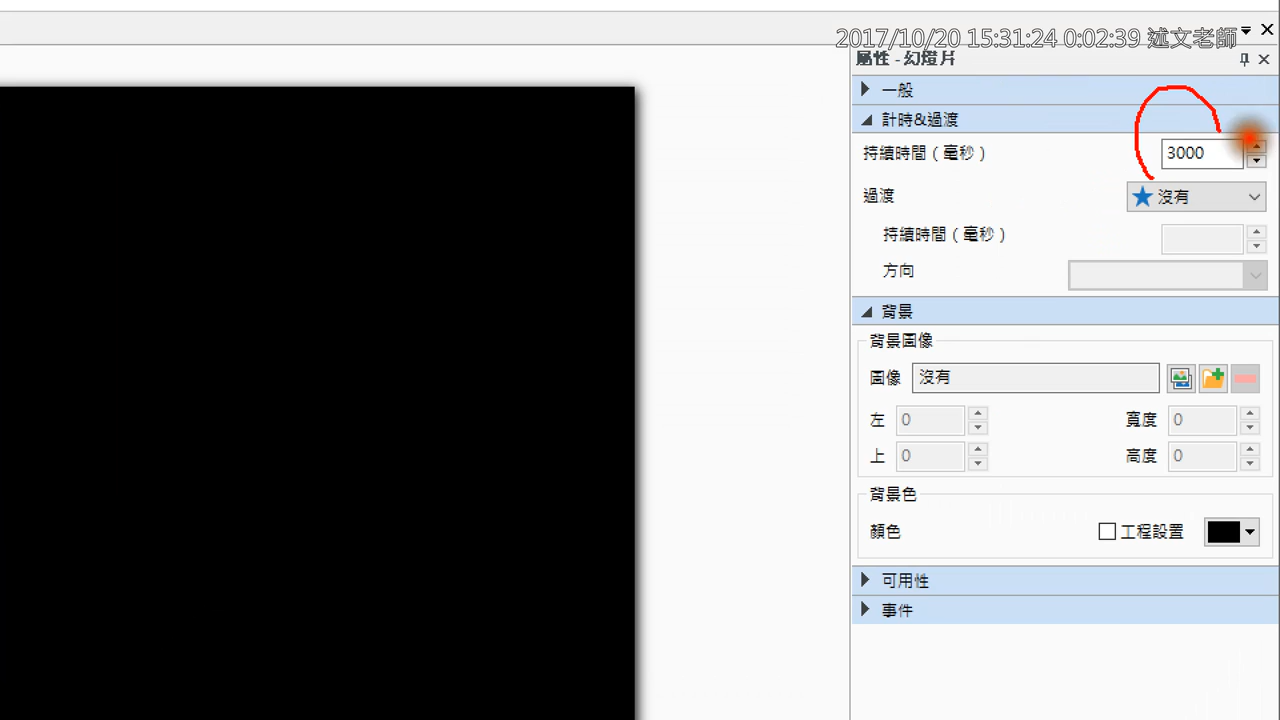 2017/10/20 15:31:24 0:02:39 述文老師
屬性 - 幻燈片
一般
計時&過渡
持續時間（毫秒） 3000
過渡 沒有
持續時間（毫秒）
方向
背景
背景圖像
圖像 沒有
左 0 寬度 0
上 0 高度 0
背景色
顏色 工程設置
可用性
事件